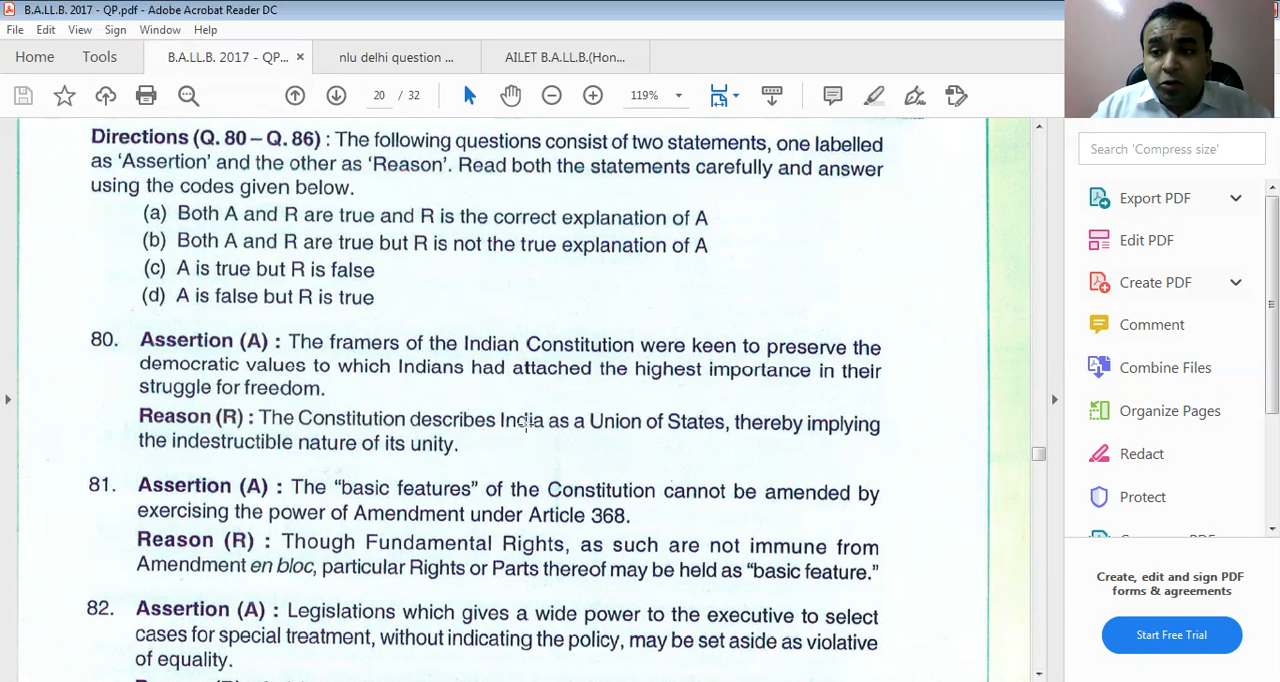 B.A.LL.B. 2017 - QP.pdf - Adobe Acrobat Reader DC
File Edit View Sign Window Help
Home Tools B.A.LL.B. 2017 - QP... × nlu delhi question ... AILET B.A.LL.B.(Hon...
20 / 32 119%
Directions (Q. 80 – Q. 86) : The following questions consist of two statements, one labelled
as ‘Assertion’ and the other as ‘Reason’. Read both the statements carefully and answer
using the codes given below.
(a) Both A and R are true and R is the correct explanation of A
(b) Both A and R are true but R is not the true explanation of A
(c) A is true but R is false
(d) A is false but R is true
80. Assertion (A) : The framers of the Indian Constitution were keen to preserve the
democratic values to which Indians had attached the highest importance in their
struggle for freedom.
Reason (R) : The Constitution describes India as a Union of States, thereby implying
the indestructible nature of its unity.
81. Assertion (A) : The “basic features” of the Constitution cannot be amended by
exercising the power of Amendment under Article 368.
Reason (R) : Though Fundamental Rights, as such are not immune from
Amendment en bloc, particular Rights or Parts thereof may be held as “basic feature.”
82. Assertion (A) : Legislations which gives a wide power to the executive to select
cases for special treatment, without indicating the policy, may be set aside as violative
of equality.
Search 'Compress size'
Export PDF
Edit PDF
Create PDF
Comment
Combine Files
Organize Pages
Redact
Protect
Create, edit and sign PDF
forms & agreements
Start Free Trial